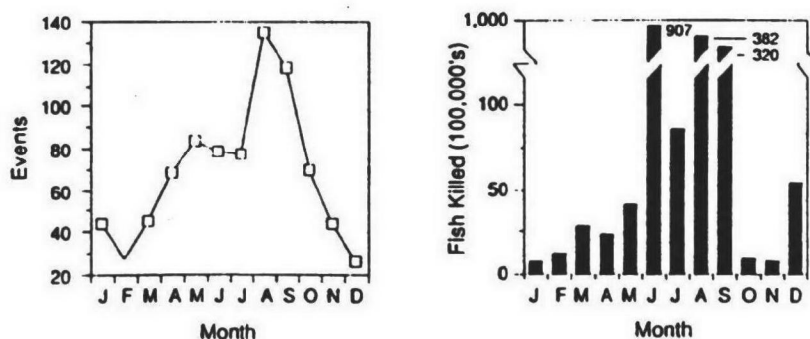 140
120
100
80
60
40
20
Events
J F M A M J J A S O N D
Month
1,000
100
50
0
Fish Killed (100,000's)
907
382
320
J F M A M J J A S O N D
Month